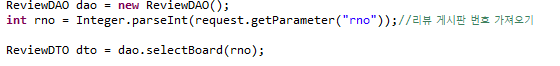 ReviewDAO dao = new ReviewDAO();
int rno = Integer.parseInt(request.getParameter("rno"));//리뷰 게시판 번호 가져오기
ReviewDTO dto = dao.selectBoard(rno);